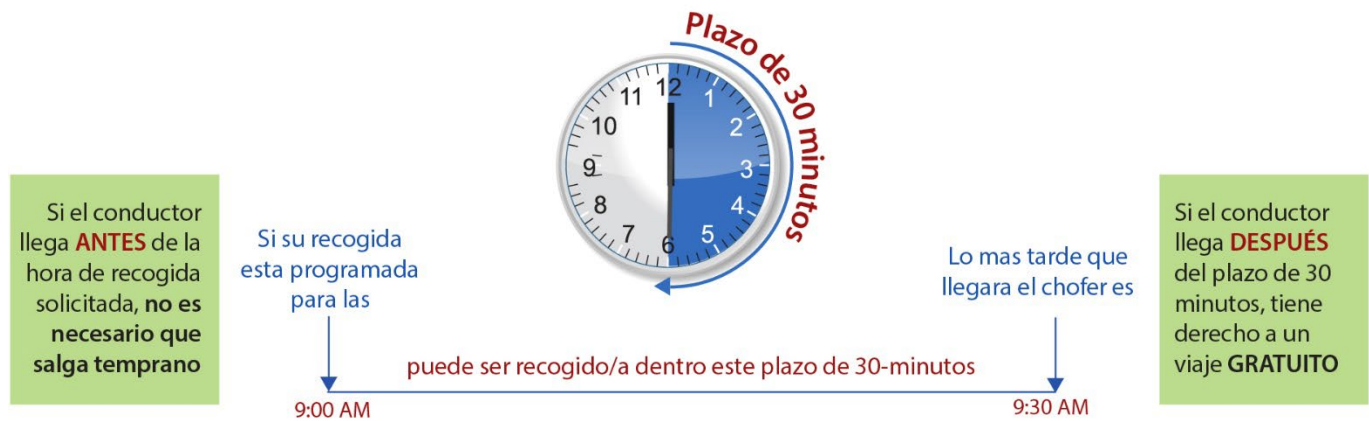 Plazo de 30 minutos
12
1
2
3
4
5
6
7
8
9
10
11
Si el conductor
llega ANTES de la
hora de recogida
solicitada, no es
necesario que
salga temprano
Si su recogida
esta programada
para las
Lo mas tarde que
llegara el chofer es
Si el conductor
llega DESPUÉS
del plazo de 30
minutos, tiene
derecho a un
viaje GRATUITO
puede ser recogido/a dentro este plazo de 30-minutos
9:00 AM
9:30 AM